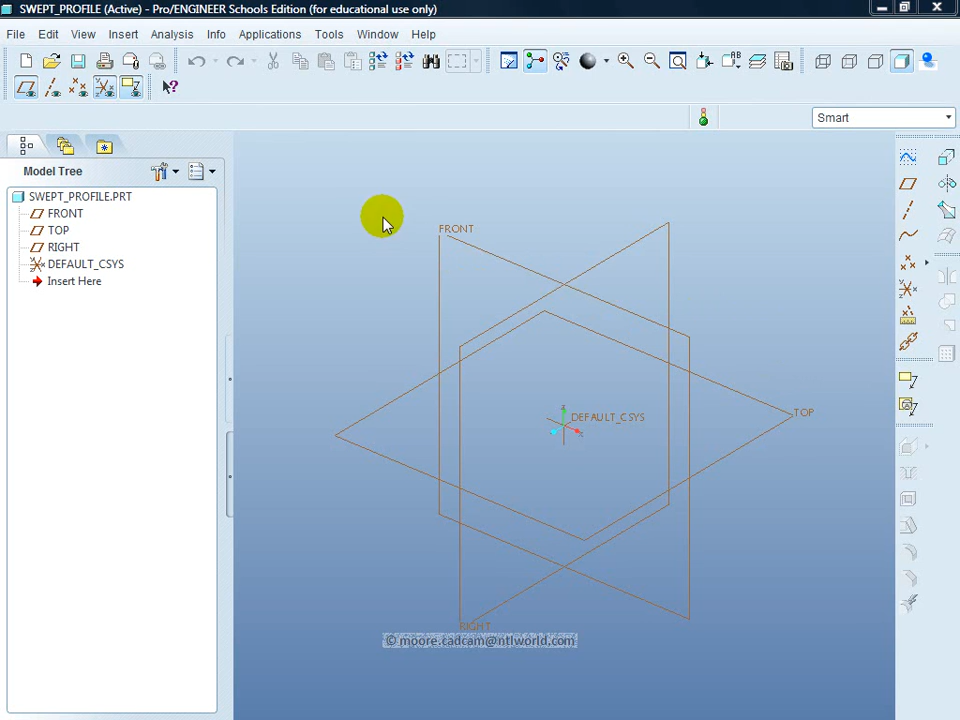 SWEPT_PROFILE (Active) - Pro/ENGINEER Schools Edition (for educational use only)
File Edit View Insert Analysis Info Applications Tools Window Help
Smart
Model Tree
SWEPT_PROFILE.PRT
FRONT
TOP
RIGHT
DEFAULT_CSYS
Insert Here
FRONT
TOP
DEFAULT_CSYS
RIGHT
© moore.cadcam@ntlworld.com